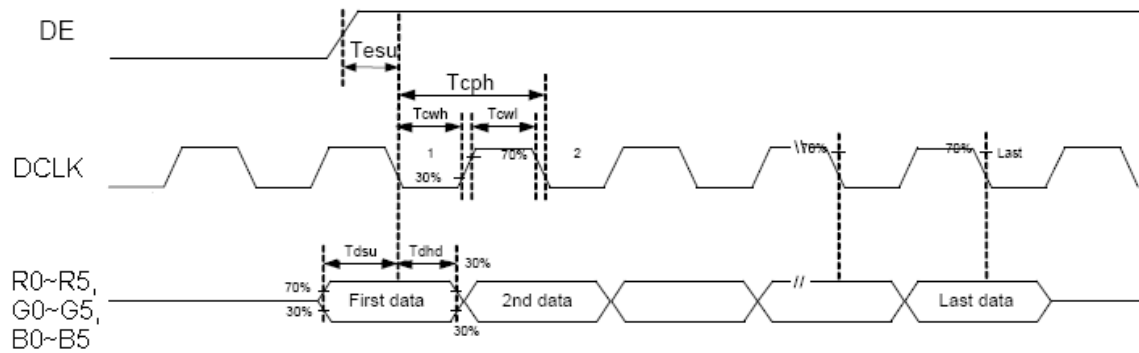 DE
Tesu
Tcph
Tcwh
Tcwl
DCLK
1
70%
2
30%
70%
70%
Last
Tdsu
Tdhd
30%
R0~R5,
G0~G5,
B0~B5
70%
30%
First data
2nd data
//
Last data
30%